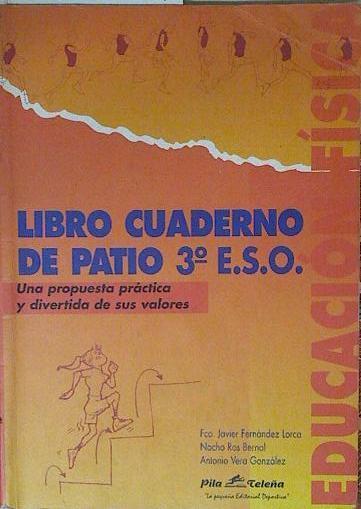 LIBRO CUADERNO
DE PATIO 3º E.S.O.
Una propuesta práctica
y divertida de sus valores
EDUCACIÓN FÍSICA
Fco. Javier Fernández Lorca
Nacho Ros Bernal
Antonio Vera González
Pila Teleña
"La pequeña Editorial Deportiva"